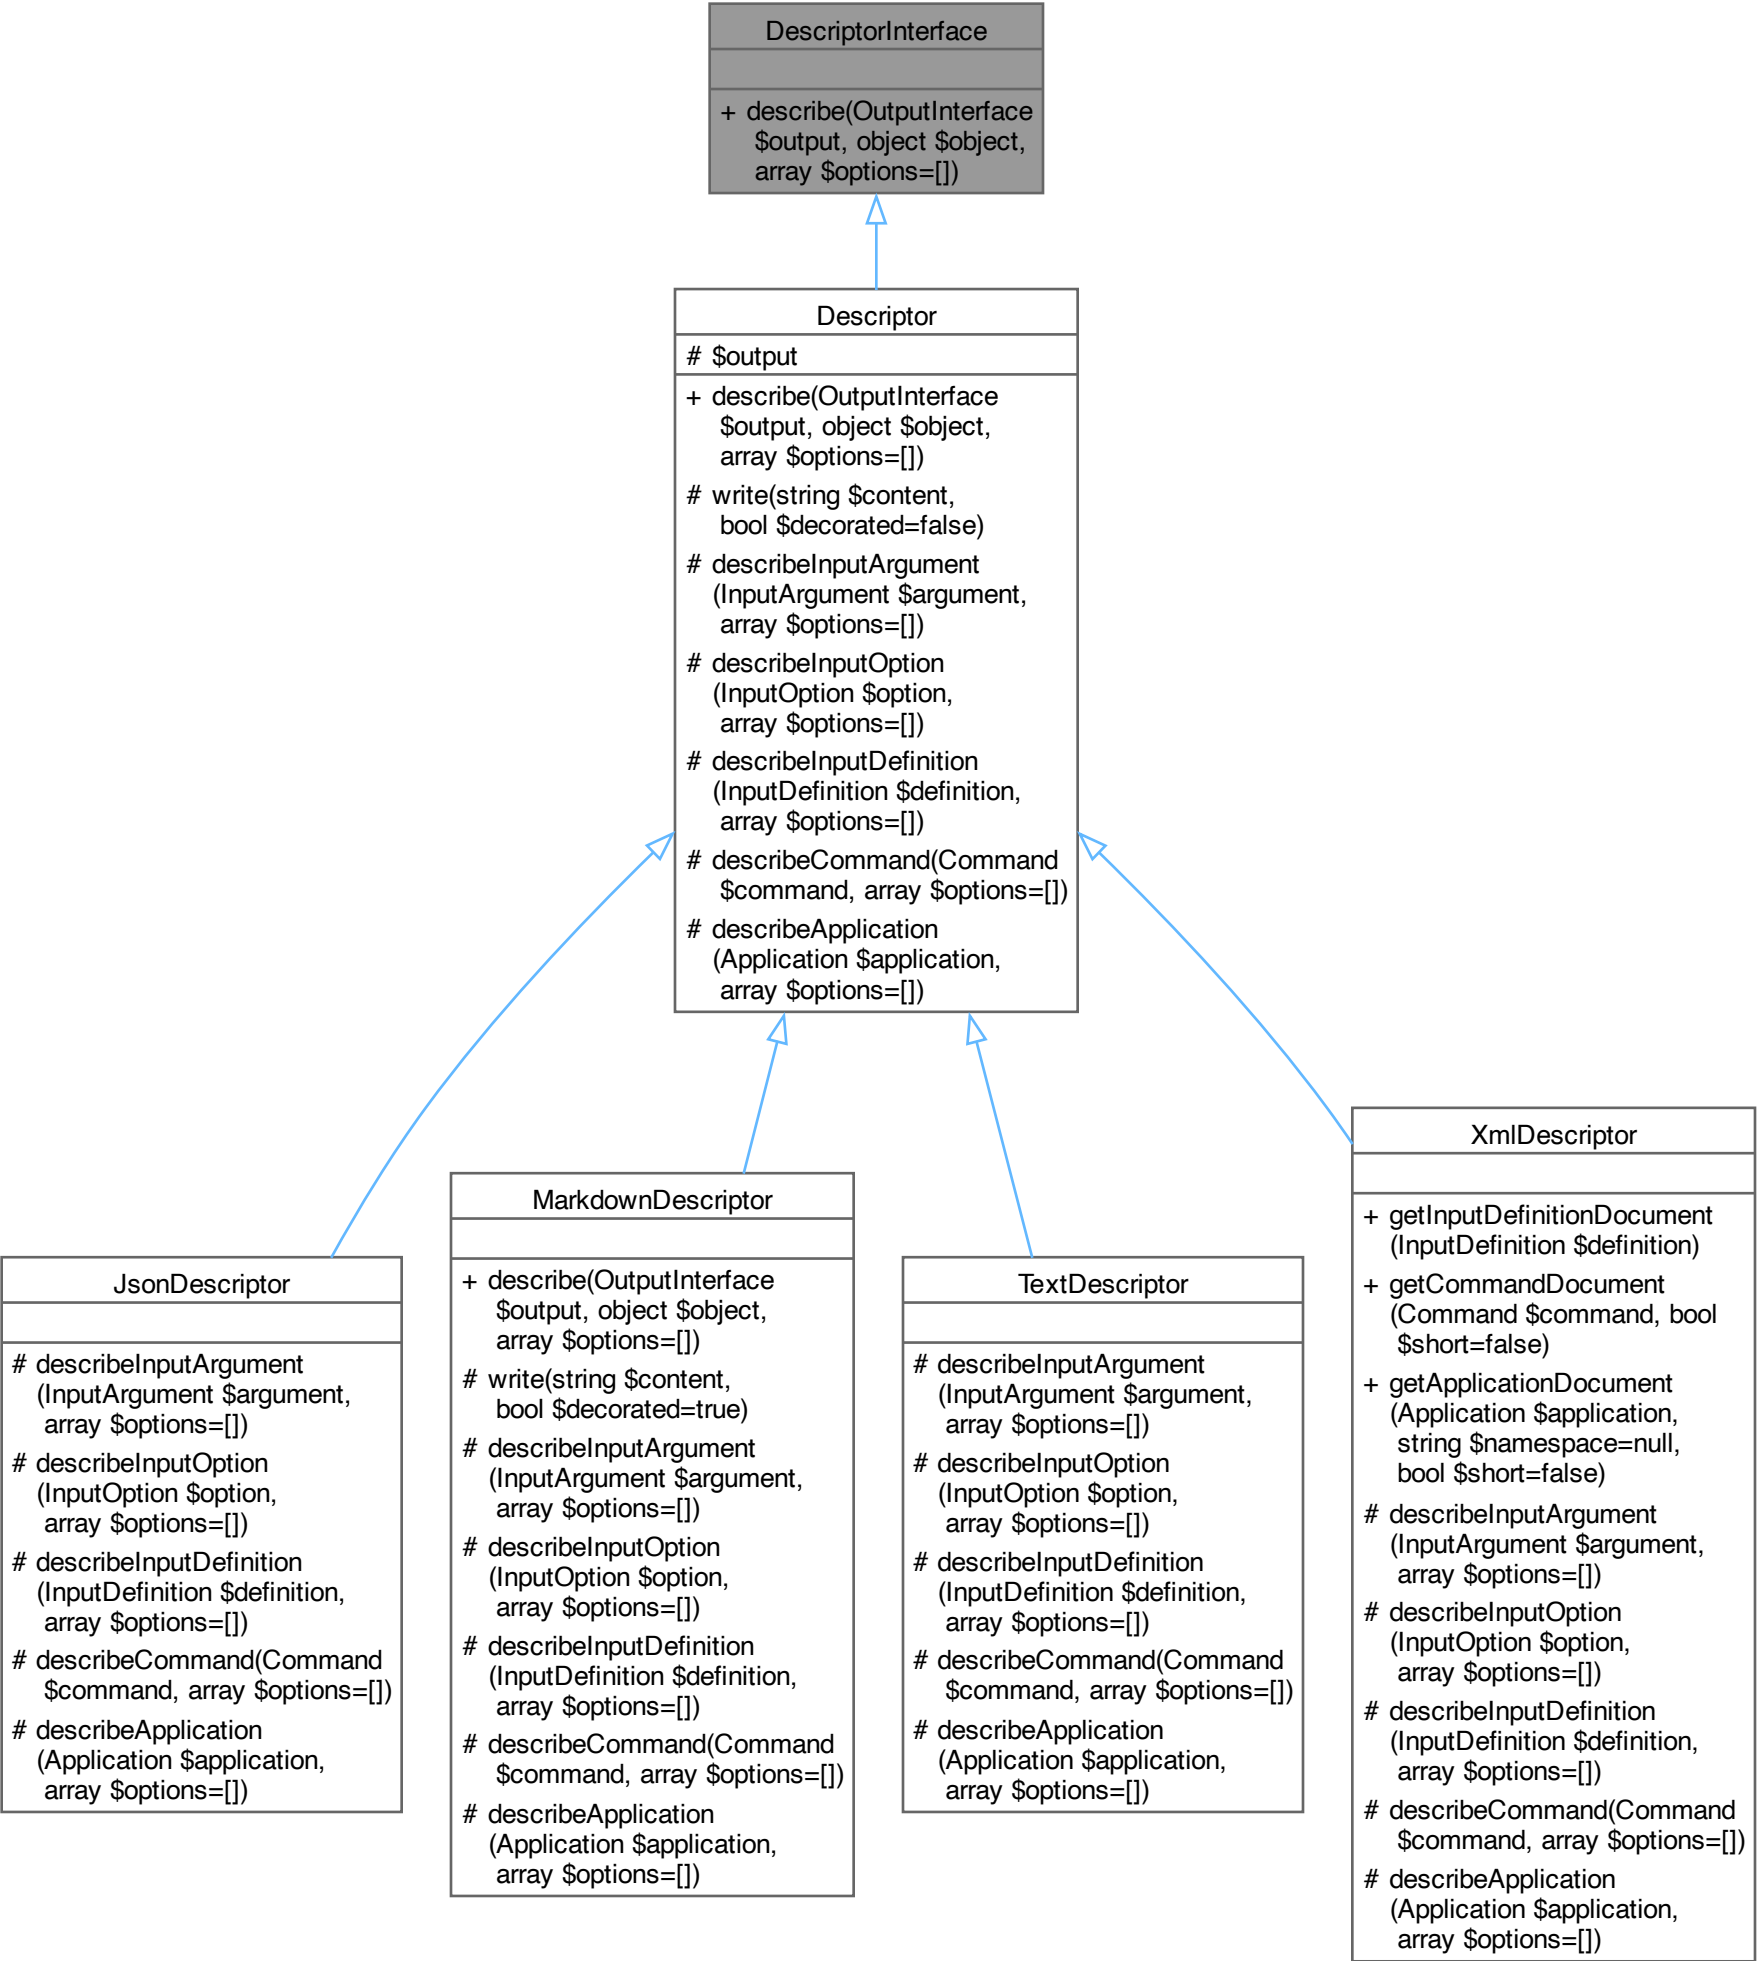 DescriptorInterface
+ describe(OutputInterface
$output, object $object,
array $options=[])
Descriptor
# $output
+ describe(OutputInterface
$output, object $object,
array $options=[])
# write(string $content,
bool $decorated=false)
# describeInputArgument
(InputArgument $argument,
array $options=[])
# describeInputOption
(InputOption $option,
array $options=[])
# describeInputDefinition
(InputDefinition $definition,
array $options=[])
# describeCommand(Command
$command, array $options=[])
# describeApplication
(Application $application,
array $options=[])
JsonDescriptor
# describeInputArgument
(InputArgument $argument,
array $options=[])
# describeInputOption
(InputOption $option,
array $options=[])
# describeInputDefinition
(InputDefinition $definition,
array $options=[])
# describeCommand(Command
$command, array $options=[])
# describeApplication
(Application $application,
array $options=[])
MarkdownDescriptor
+ describe(OutputInterface
$output, object $object,
array $options=[])
# write(string $content,
bool $decorated=true)
# describeInputArgument
(InputArgument $argument,
array $options=[])
# describeInputOption
(InputOption $option,
array $options=[])
# describeInputDefinition
(InputDefinition $definition,
array $options=[])
# describeCommand(Command
$command, array $options=[])
# describeApplication
(Application $application,
array $options=[])
TextDescriptor
# describeInputArgument
(InputArgument $argument,
array $options=[])
# describeInputOption
(InputOption $option,
array $options=[])
# describeInputDefinition
(InputDefinition $definition,
array $options=[])
# describeCommand(Command
$command, array $options=[])
# describeApplication
(Application $application,
array $options=[])
XmlDescriptor
+ getInputDefinitionDocument
(InputDefinition $definition)
+ getCommandDocument
(Command $command, bool
$short=false)
+ getApplicationDocument
(Application $application,
string $namespace=null,
bool $short=false)
# describeInputArgument
(InputArgument $argument,
array $options=[])
# describeInputOption
(InputOption $option,
array $options=[])
# describeInputDefinition
(InputDefinition $definition,
array $options=[])
# describeCommand(Command
$command, array $options=[])
# describeApplication
(Application $application,
array $options=[])